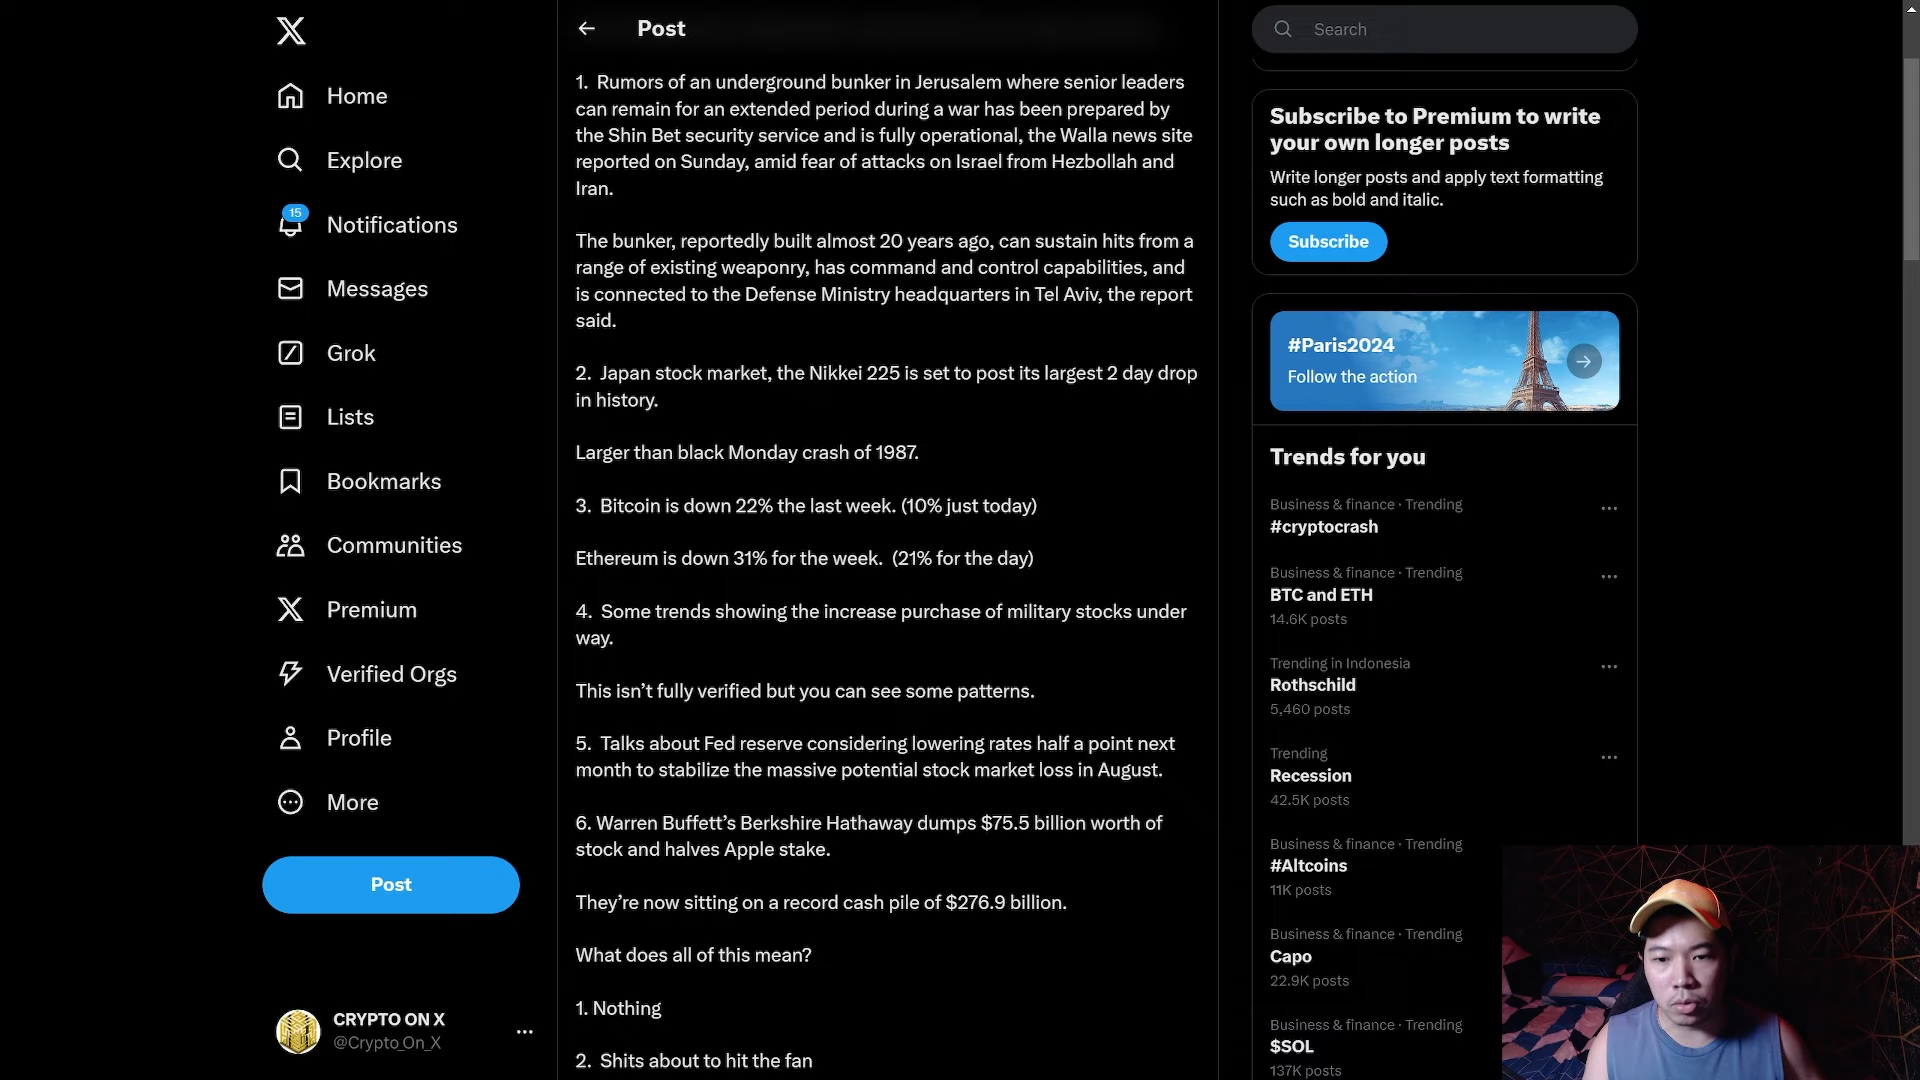 Home
Explore
15
Notifications
Messages
Grok
Lists
Bookmarks
Communities
Premium
Verified Orgs
Profile
More
Post
CRYPTO ON X
@Crypto_On_X
Post
1. Rumors of an underground bunker in Jerusalem where senior leaders
can remain for an extended period during a war has been prepared by
the Shin Bet security service and is fully operational, the Walla news site
reported on Sunday, amid fear of attacks on Israel from Hezbollah and
Iran.
The bunker, reportedly built almost 20 years ago, can sustain hits from a
range of existing weaponry, has command and control capabilities, and
is connected to the Defense Ministry headquarters in Tel Aviv, the report
said.
2. Japan stock market, the Nikkei 225 is set to post its largest 2 day drop
in history.
Larger than black Monday crash of 1987.
3. Bitcoin is down 22% the last week. (10% just today)
Ethereum is down 31% for the week. (21% for the day)
4. Some trends showing the increase purchase of military stocks under
way.
This isn’t fully verified but you can see some patterns.
5. Talks about Fed reserve considering lowering rates half a point next
month to stabilize the massive potential stock market loss in August.
6. Warren Buffett’s Berkshire Hathaway dumps $75.5 billion worth of
stock and halves Apple stake.
They’re now sitting on a record cash pile of $276.9 billion.
What does all of this mean?
1. Nothing
2. Shits about to hit the fan
Search
Subscribe to Premium to write
your own longer posts
Write longer posts and apply text formatting
such as bold and italic.
Subscribe
#Paris2024
Follow the action
Trends for you
Business & finance · Trending
#cryptocrash
Business & finance · Trending
BTC and ETH
14.6K posts
Trending in Indonesia
Rothschild
5,460 posts
Trending
Recession
42.5K posts
Business & finance · Trending
#Altcoins
11K posts
Business & finance · Trending
Capo
22.9K posts
Business & finance · Trending
$SOL
137K posts